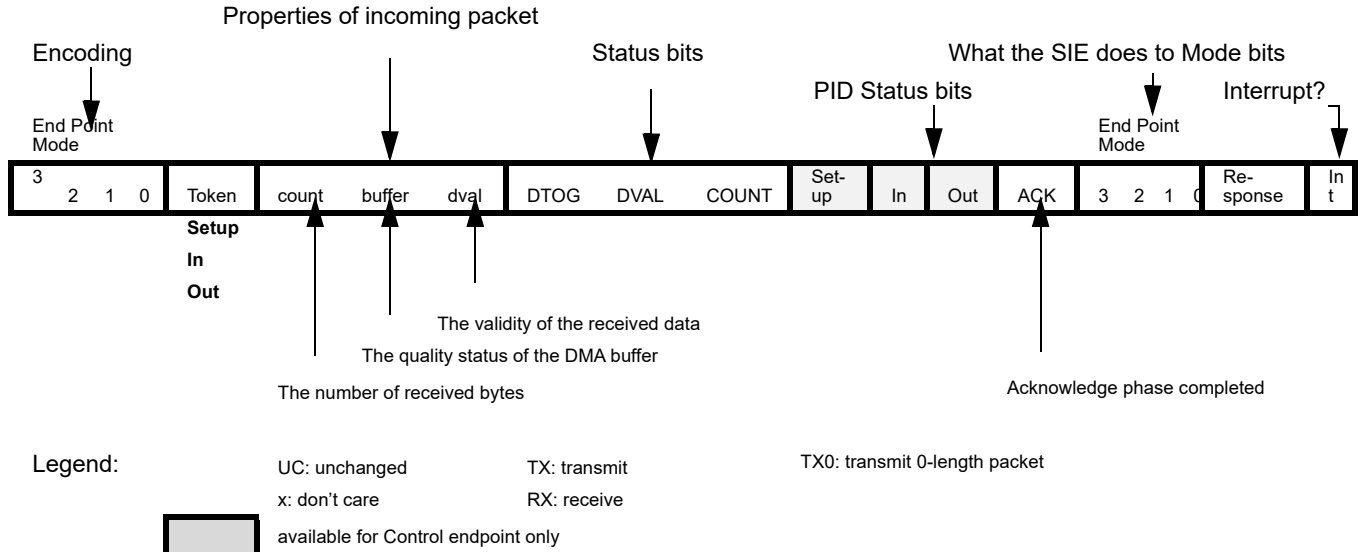 Properties of incoming packet
Encoding
Status bits
What the SIE does to Mode bits
PID Status bits
Interrupt?
End Point
Mode
End Point
Mode
3
2 1 0
Token
count buffer dval
DTOG DVAL COUNT
Set-
up
In
Out
ACK
3 2 1 0
Re-
sponse
In
t
Setup
In
Out
The validity of the received data
The quality status of the DMA buffer
The number of received bytes
Acknowledge phase completed
Legend:
UC: unchanged
TX: transmit
TX0: transmit 0-length packet
x: don’t care
RX: receive
available for Control endpoint only